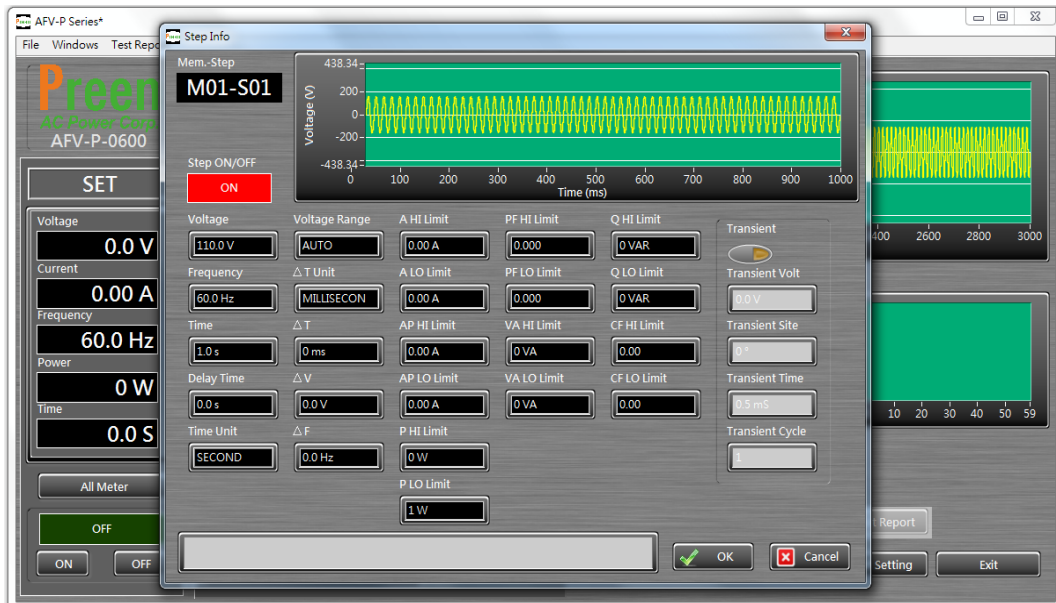 AFV-P Series*
File Windows Test Repo
Preen
AC Power Corp.
AFV-P-0600
SET
Voltage
0.0 V
Current
0.00 A
Frequency
60.0 Hz
Power
0 W
Time
0.0 S
All Meter
OFF
ON OFF
Step Info
Mem.-Step
M01-S01
Step ON/OFF
ON
Voltage (V)
438.34
200
0
-200
-438.34
0 100 200 300 400 500 600 700 800 900 1000
Time (ms)
Voltage Voltage Range A HI Limit PF HI Limit Q HI Limit
110.0 V AUTO 0.00 A 0.000 0 VAR
Frequency △ T Unit A LO Limit PF LO Limit Q LO Limit
60.0 Hz MILLISECON 0.00 A 0.000 0 VAR
Time △ T AP HI Limit VA HI Limit CF HI Limit
1.0 s 0 ms 0.00 A 0 VA 0.00
Delay Time △ V AP LO Limit VA LO Limit CF LO Limit
0.0 s 0.0 V 0.00 A 0 VA 0.00
Time Unit △ F P HI Limit
SECOND 0.0 Hz 0 W
P LO Limit
1 W
Transient
Transient Volt
0.0 V
Transient Site
0 °
Transient Time
0.5 mS
Transient Cycle
1
OK Cancel
400 2600 2800 3000
10 20 30 40 50 59
t Report
Setting Exit